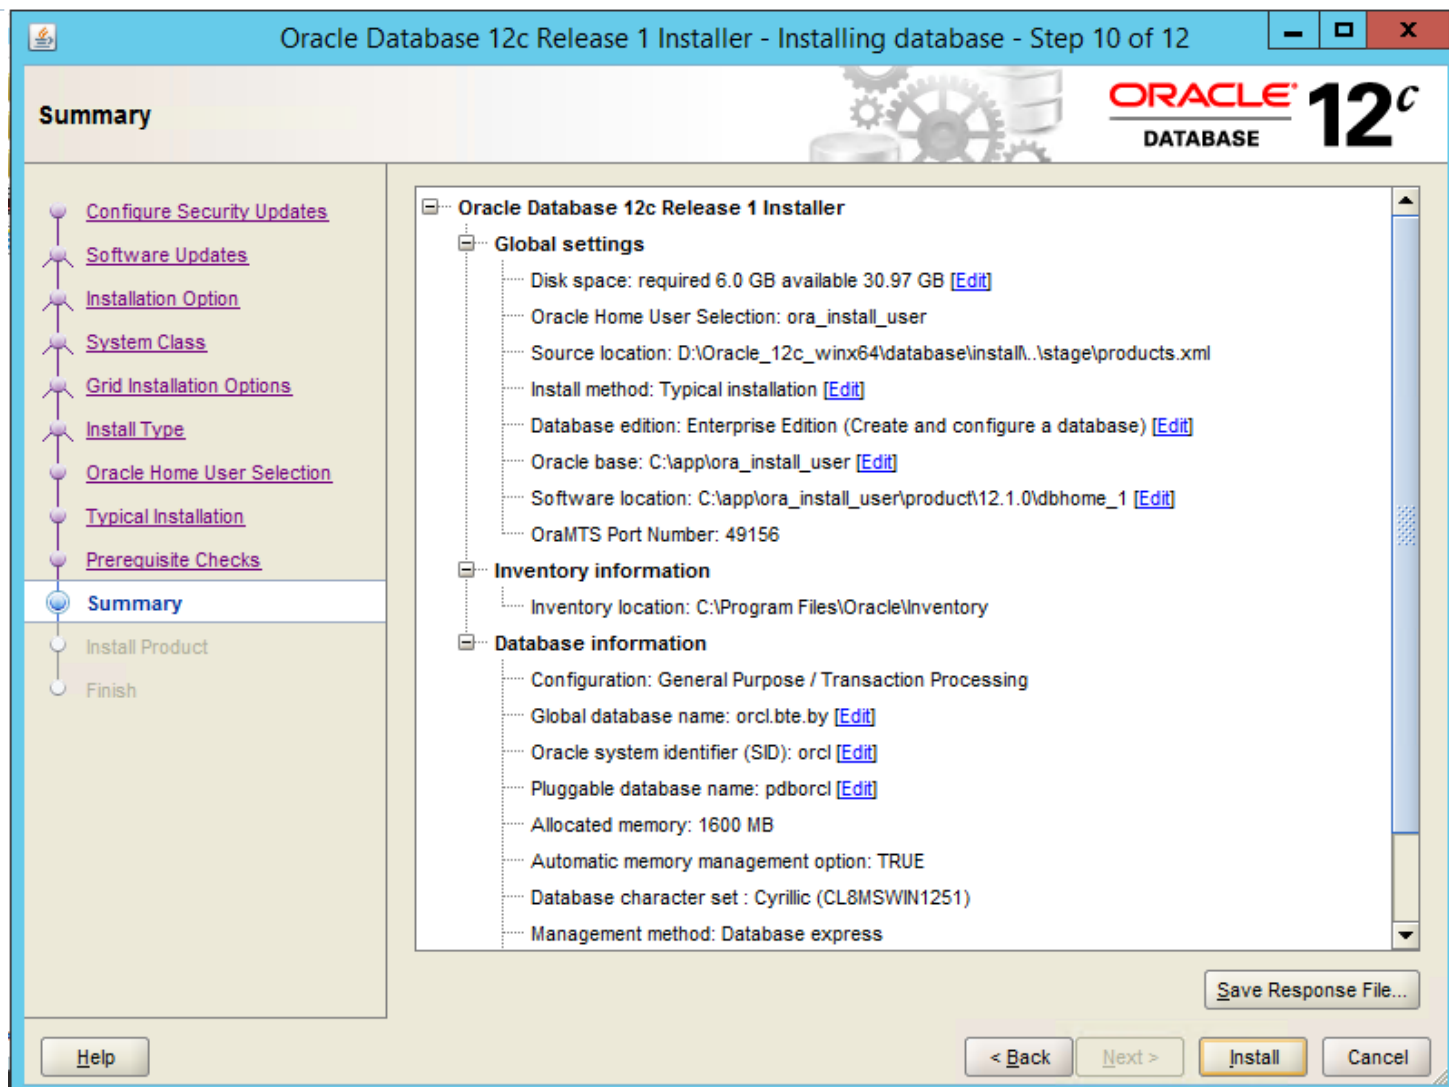 Oracle Database 12c Release 1 Installer - Installing database - Step 10 of 12
Summary
ORACLE DATABASE 12c
Configure Security Updates
Software Updates
Installation Option
System Class
Grid Installation Options
Install Type
Oracle Home User Selection
Typical Installation
Prerequisite Checks
Summary
Install Product
Finish
Oracle Database 12c Release 1 Installer
Global settings
Disk space: required 6.0 GB available 30.97 GB [Edit]
Oracle Home User Selection: ora_install_user
Source location: D:\Oracle_12c_winx64\database\install\..\stage\products.xml
Install method: Typical installation [Edit]
Database edition: Enterprise Edition (Create and configure a database) [Edit]
Oracle base: C:\app\ora_install_user [Edit]
Software location: C:\app\ora_install_user\product\12.1.0\dbhome_1 [Edit]
OraMTS Port Number: 49156
Inventory information
Inventory location: C:\Program Files\Oracle\Inventory
Database information
Configuration: General Purpose / Transaction Processing
Global database name: orcl.bte.by [Edit]
Oracle system identifier (SID): orcl [Edit]
Pluggable database name: pdborcl [Edit]
Allocated memory: 1600 MB
Automatic memory management option: TRUE
Database character set : Cyrillic (CL8MSWIN1251)
Management method: Database express
Save Response File...
Help
< Back
Next >
Install
Cancel